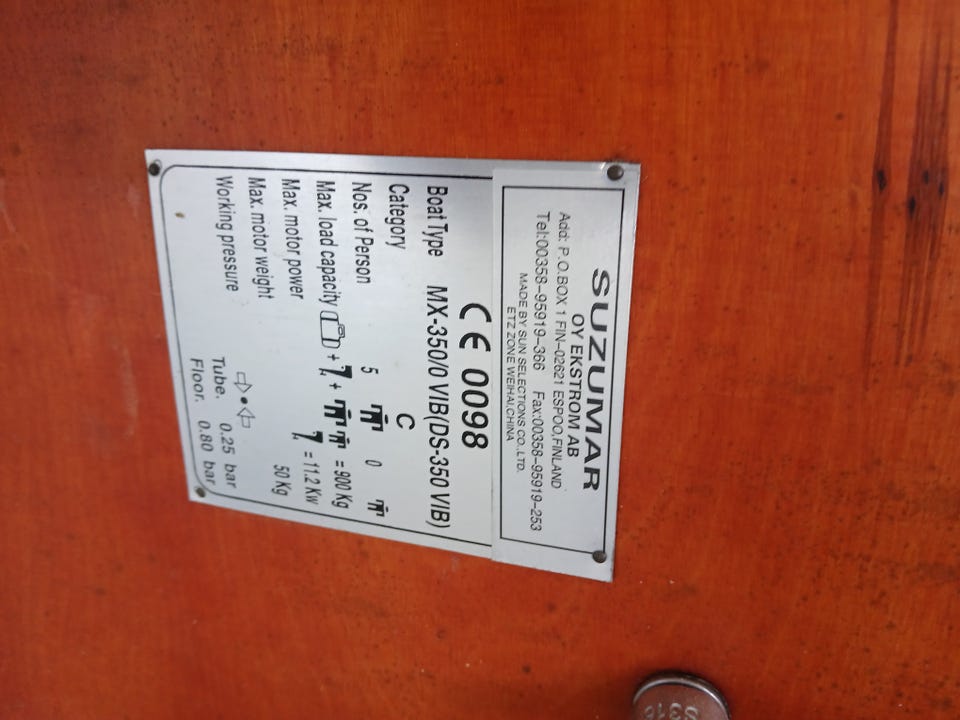 SUZUMAR
OY EKSTROM AB
Add: P.O.BOX 1 FIN-02621 ESPOO,FINLAND
Tel:00358-95919-366 Fax:00358-95919-253
MADE BY SUN SELECTIONS CO.,LTD.
ETZ ZONE WEIHAI,CHINA
CE 0098
Boat Type MX-350/0 VIB(DS-350 VIB)
Category C
Nos. of Person 5 0
Max. load capacity + + = 900 Kg
Max. motor power = 11.2 Kw
Max. motor weight 50 Kg
Working pressure
Tube. 0.25 bar
Floor. 0.80 bar
S316